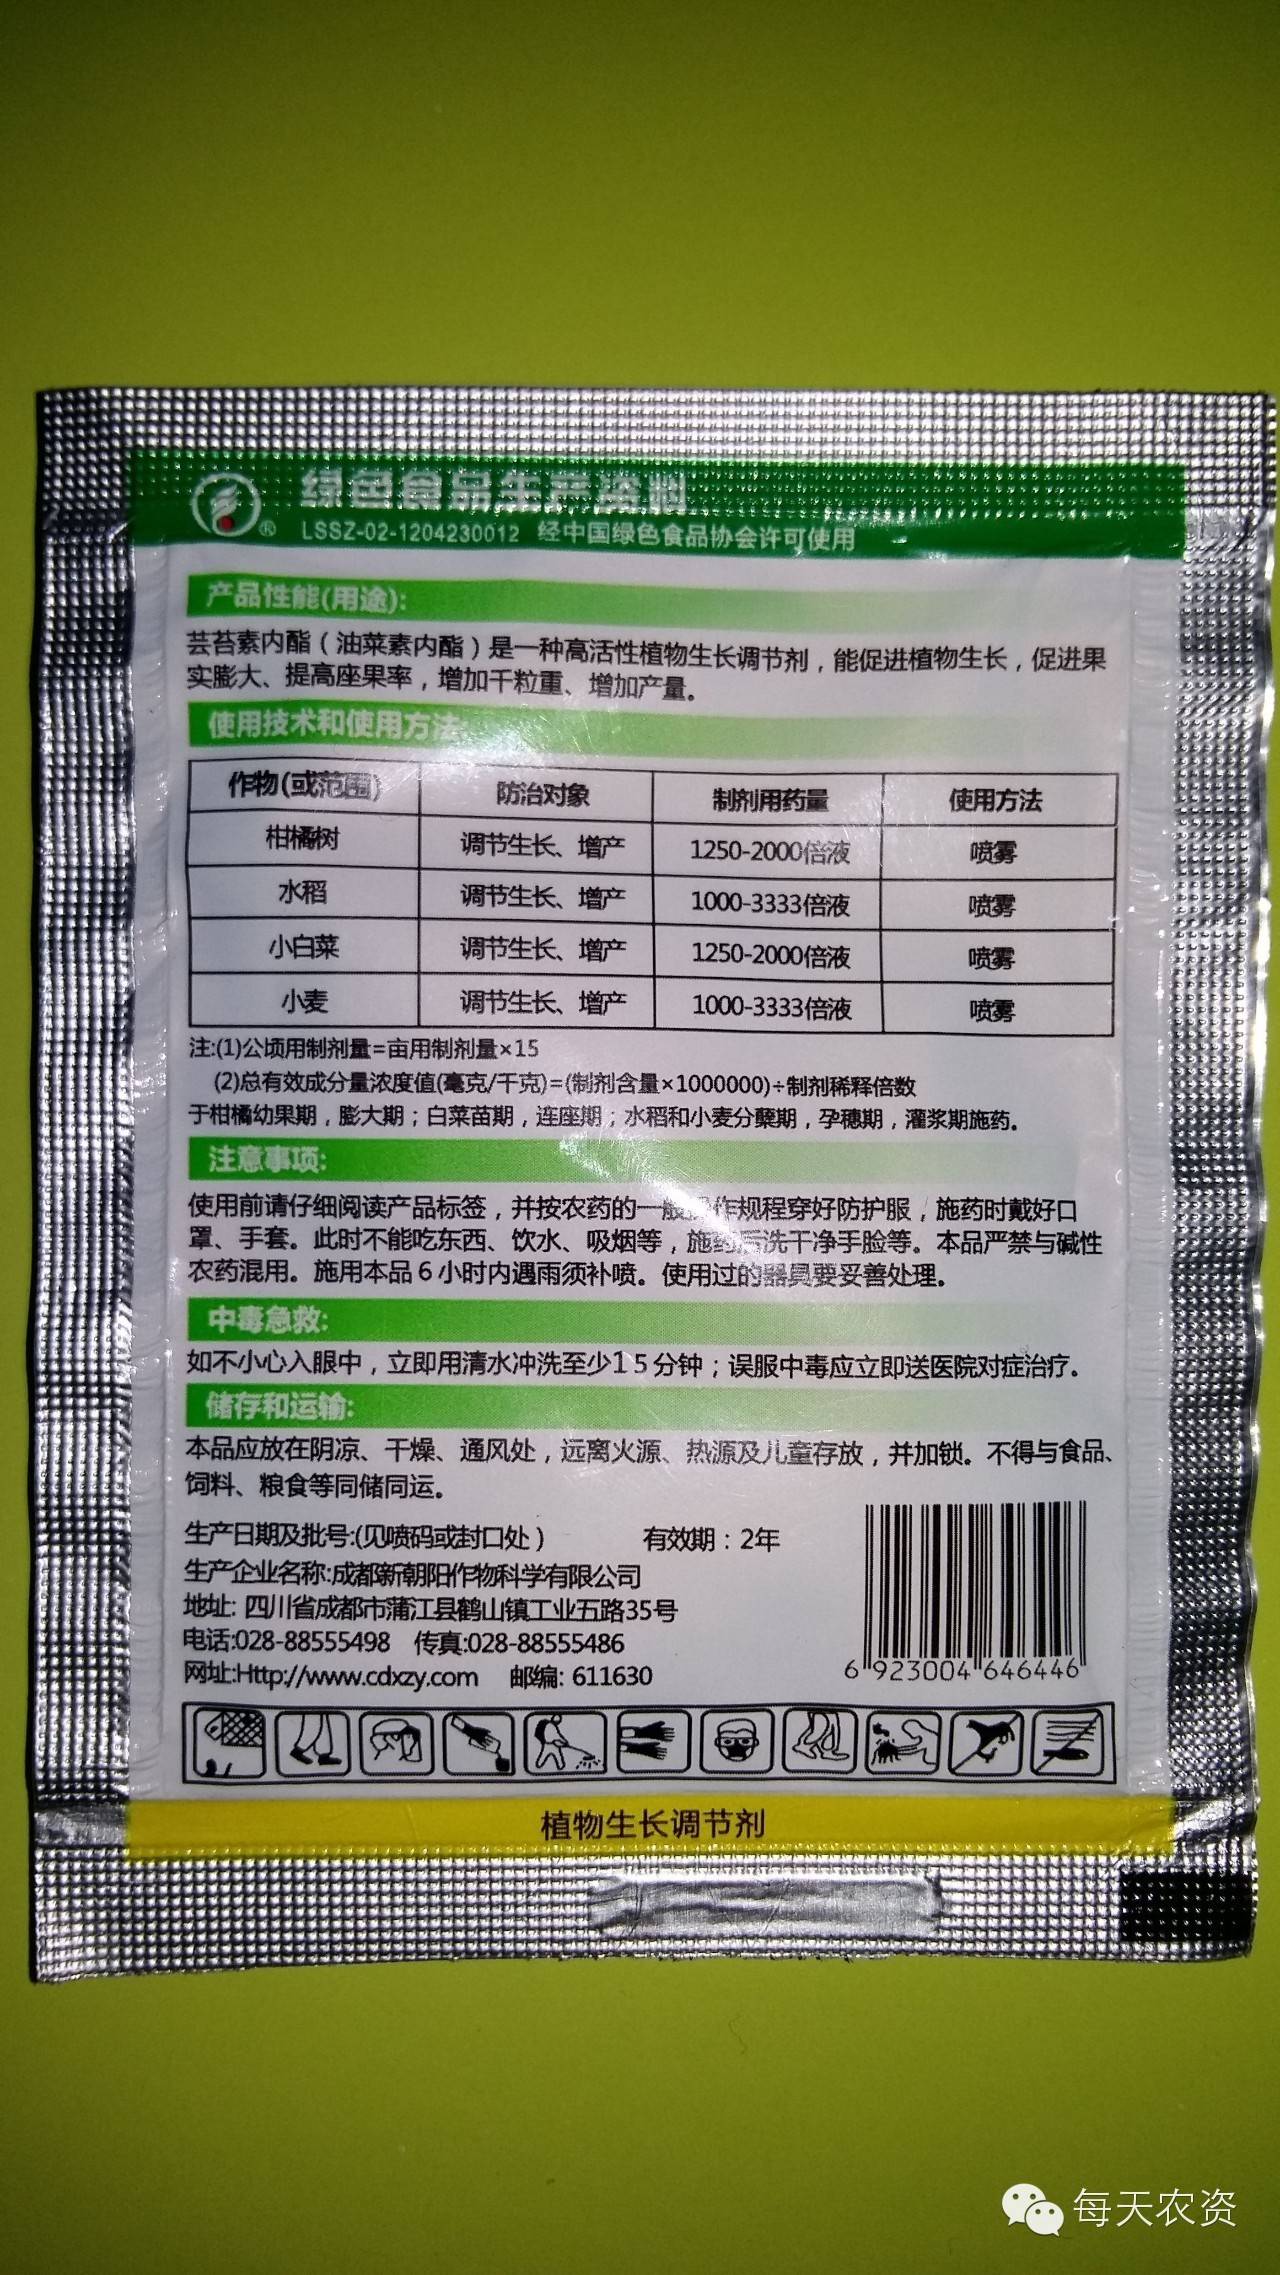 绿色食品生产资料
® LSSZ-02-1204230012 经中国绿色食品协会许可使用
产品性能(用途):
芸苔素内酯（油菜素内酯）是一种高活性植物生长调节剂，能促进植物生长，促进果
实膨大、提高座果率，增加千粒重、增加产量。
使用技术和使用方法:
作物(或范围) 防治对象 制剂用药量 使用方法
柑橘树 调节生长、增产 1250-2000倍液 喷雾
水稻 调节生长、增产 1000-3333倍液 喷雾
小白菜 调节生长、增产 1250-2000倍液 喷雾
小麦 调节生长、增产 1000-3333倍液 喷雾
注:(1)公顷用制剂量=亩用制剂量×15
(2)总有效成分量浓度值(毫克/千克)=(制剂含量×1000000)÷制剂稀释倍数
于柑橘幼果期，膨大期；白菜苗期，连座期；水稻和小麦分蘖期，孕穗期，灌浆期施药。
注意事项:
使用前请仔细阅读产品标签，并按农药的一般操作规程穿好防护服，施药时戴好口
罩、手套。此时不能吃东西、饮水、吸烟等，施药后洗干净手脸等。本品严禁与碱性
农药混用。施用本品6小时内遇雨须补喷。使用过的器具要妥善处理。
中毒急救:
如不小心入眼中，立即用清水冲洗至少15分钟；误服中毒应立即送医院对症治疗。
储存和运输:
本品应放在阴凉、干燥、通风处，远离火源、热源及儿童存放，并加锁。不得与食品、
饲料、粮食等同储同运。
生产日期及批号:(见喷码或封口处） 有效期：2年
生产企业名称:成都新朝阳作物科学有限公司
地址: 四川省成都市蒲江县鹤山镇工业五路35号
电话:028-88555498 传真:028-88555486
网址:Http://www.cdxzy.com 邮编: 611630
6 923004 646446
植物生长调节剂
每天农资